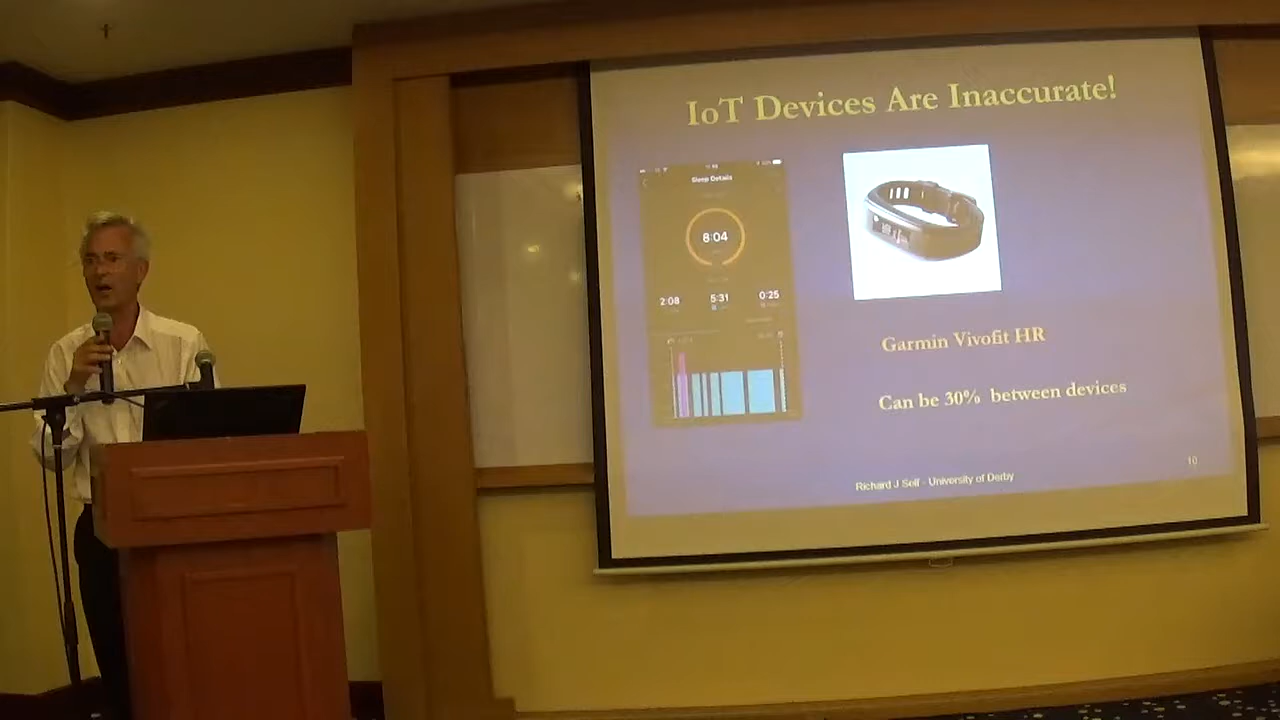 IoT Devices Are Inaccurate!
Sleep Details
8:04
2:08 5:31 0:25
Garmin Vivofit HR
Can be 30% between devices
Richard J Self - University of Derby
10